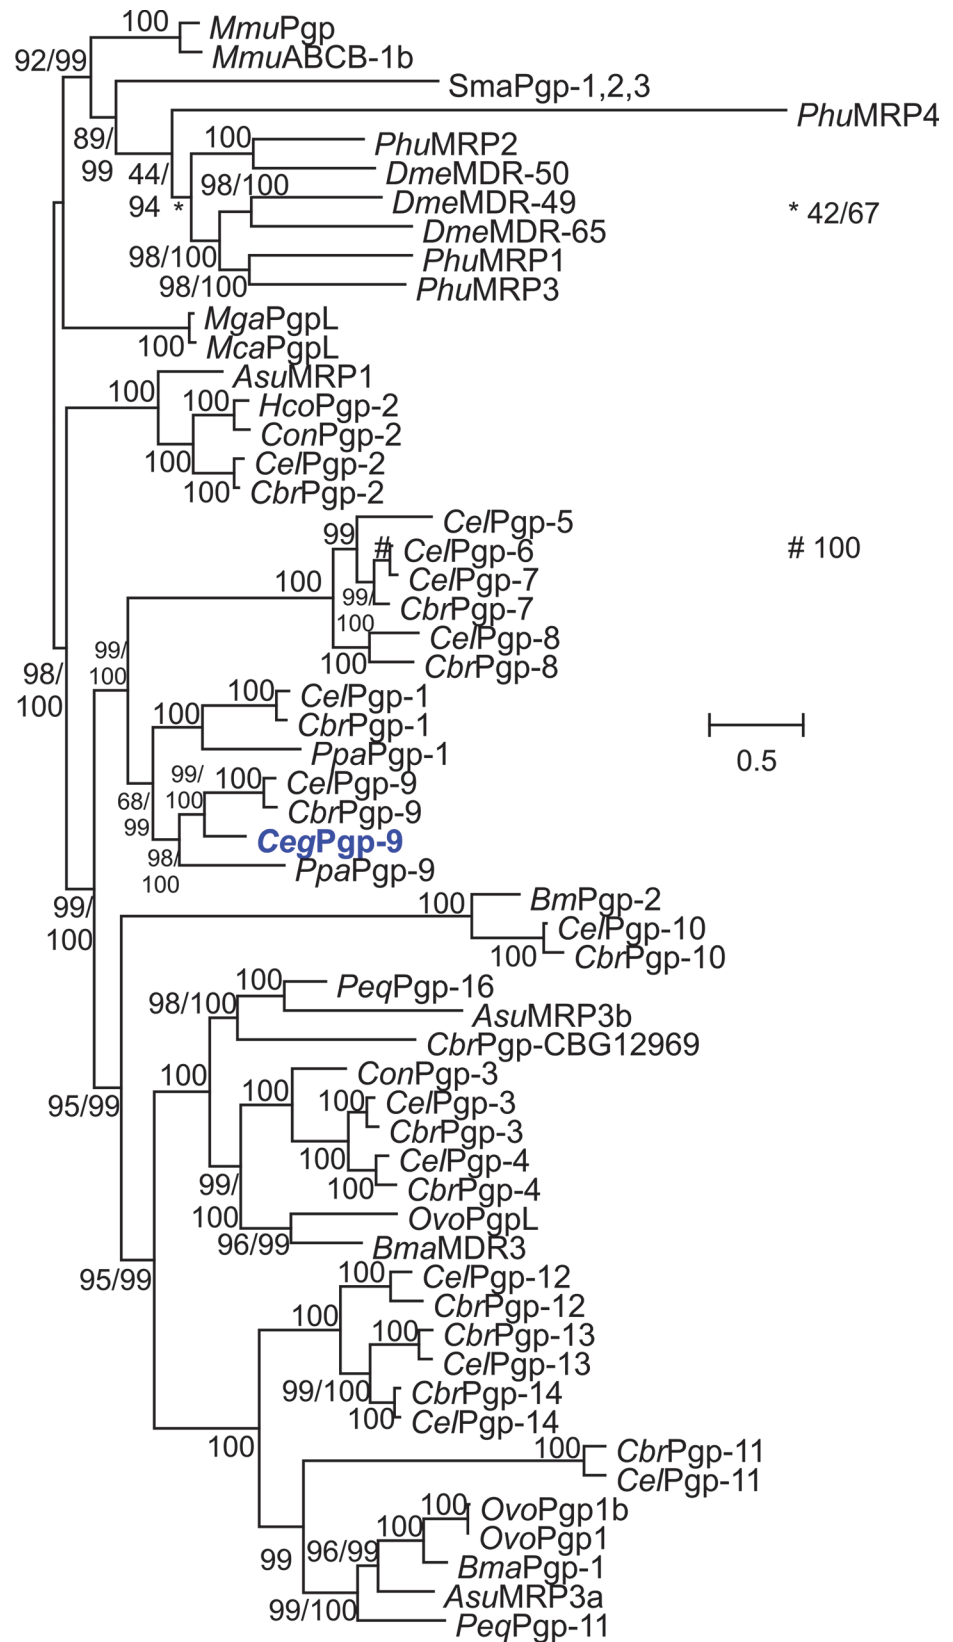 100
MmuPgp
92/99
MmuABCB-1b
SmaPgp-1,2,3
PhuMRP4
89/
99
100
PhuMRP2
44/
94
*
98/100
DmeMDR-50
DmeMDR-49
* 42/67
DmeMDR-65
98/100
PhuMRP1
98/100
PhuMRP3
MgaPgpL
100
McaPgpL
100
AsuMRP1
100
HcoPgp-2
ConPgp-2
100
CelPgp-2
100
CbrPgp-2
99
CelPgp-5
#
CelPgp-6
# 100
100
CelPgp-7
99/
100
CbrPgp-7
CelPgp-8
100
CbrPgp-8
99/
100
98/
100
100
CelPgp-1
100
CbrPgp-1
PpaPgp-1
0.5
99/
100
100
CelPgp-9
68/
99
CbrPgp-9
CegPgp-9
98/
100
PpaPgp-9
99/
100
100
BmPgp-2
CelPgp-10
100
CbrPgp-10
100
PeqPgp-16
98/100
AsuMRP3b
CbrPgp-CBG12969
100
ConPgp-3
100
100
CelPgp-3
95/99
CbrPgp-3
100
CelPgp-4
100
CbrPgp-4
99/
100
OvoPgpL
96/99
BmaMDR3
95/99
100
CelPgp-12
CbrPgp-12
100
100
CbrPgp-13
CelPgp-13
99/100
CbrPgp-14
100
CelPgp-14
100
100
CbrPgp-11
CelPgp-11
100
OvoPgp1b
100
OvoPgp1
99
96/99
BmaPgp-1
AsuMRP3a
99/100
PeqPgp-11